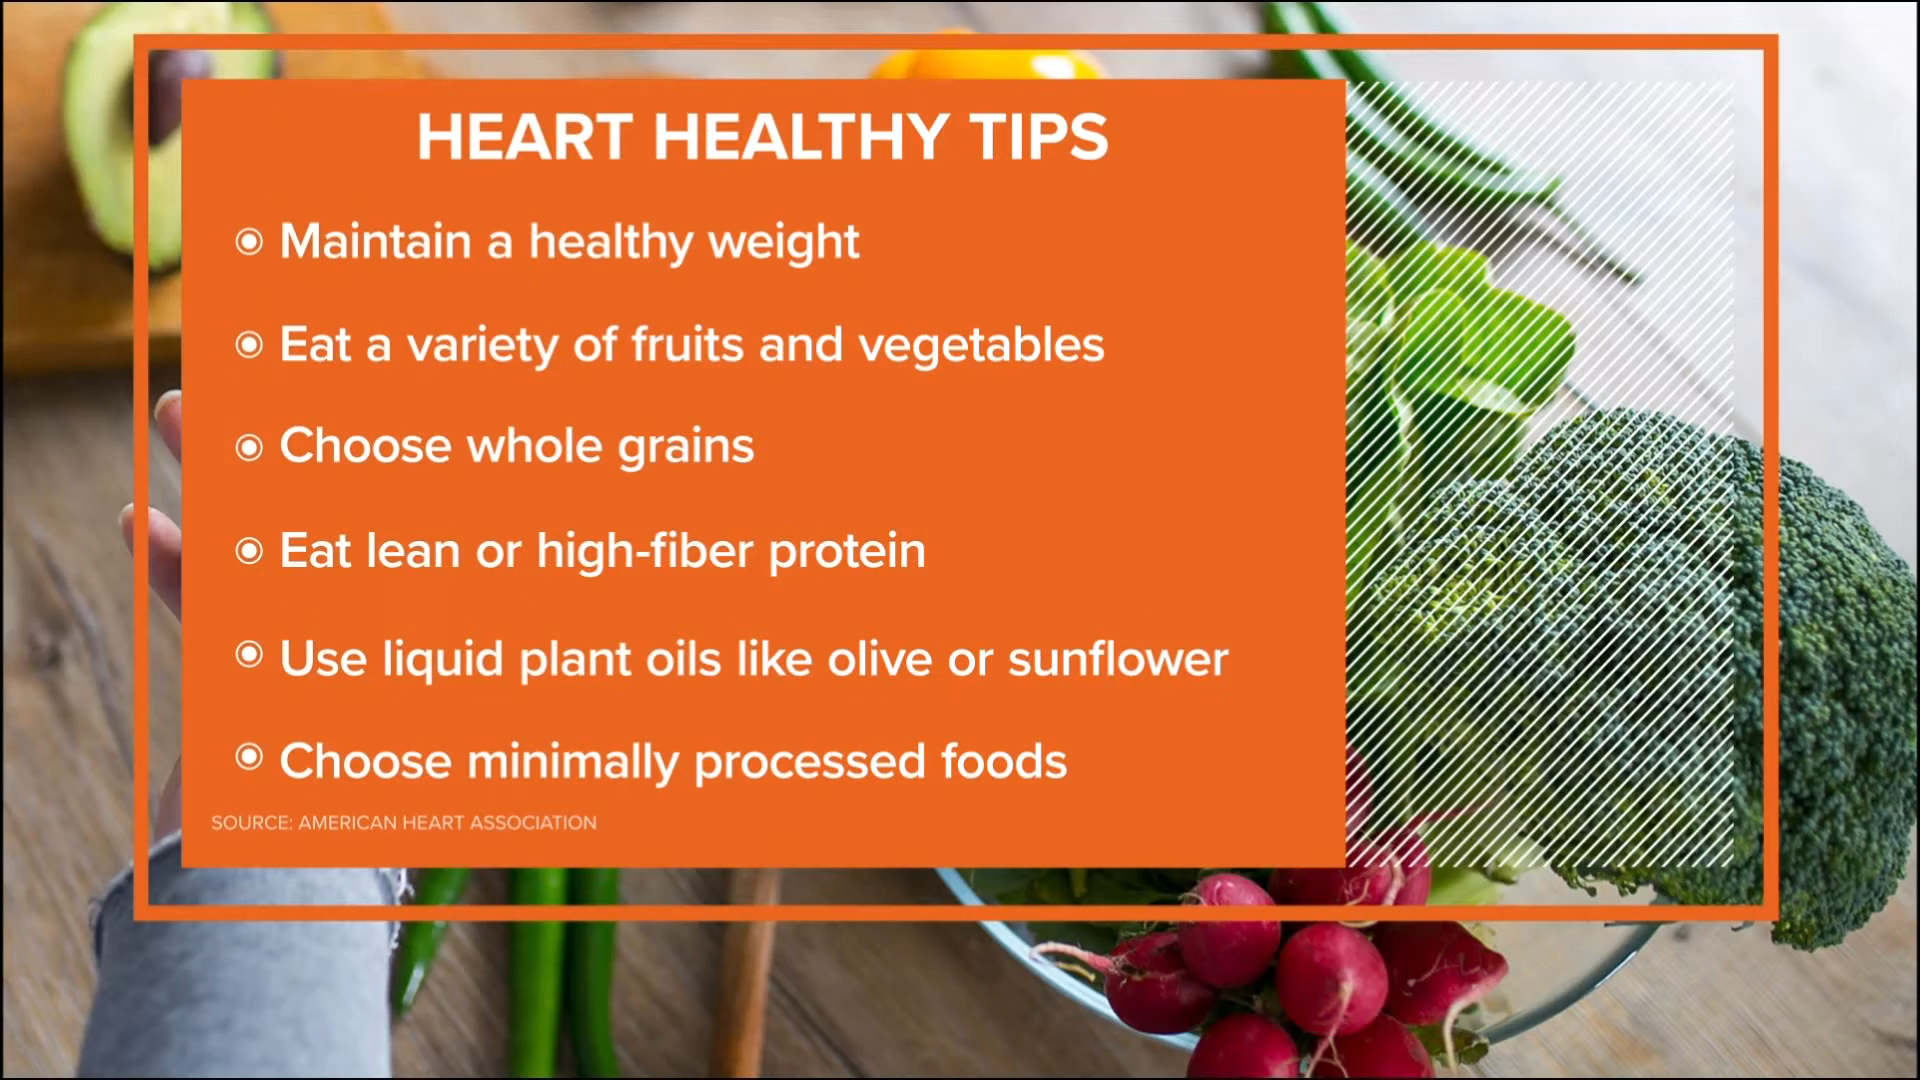 HEART HEALTHY TIPS
Maintain a healthy weight
Eat a variety of fruits and vegetables
Choose whole grains
Eat lean or high-fiber protein
Use liquid plant oils like olive or sunflower
Choose minimally processed foods
SOURCE: AMERICAN HEART ASSOCIATION